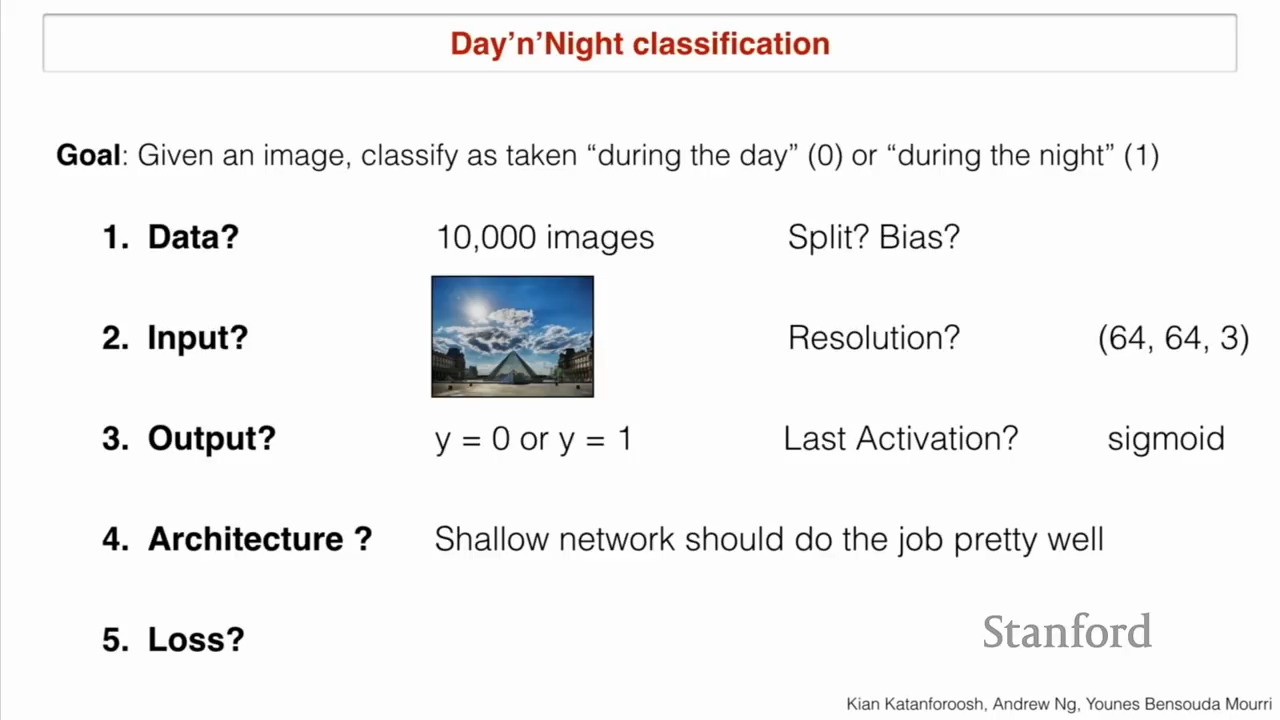 Day’n’Night classification
Goal: Given an image, classify as taken “during the day” (0) or “during the night” (1)
1. Data? 10,000 images Split? Bias?
2. Input? Resolution? (64, 64, 3)
3. Output? y = 0 or y = 1 Last Activation? sigmoid
4. Architecture ? Shallow network should do the job pretty well
5. Loss?
Stanford
Kian Katanforoosh, Andrew Ng, Younes Bensouda Mourri